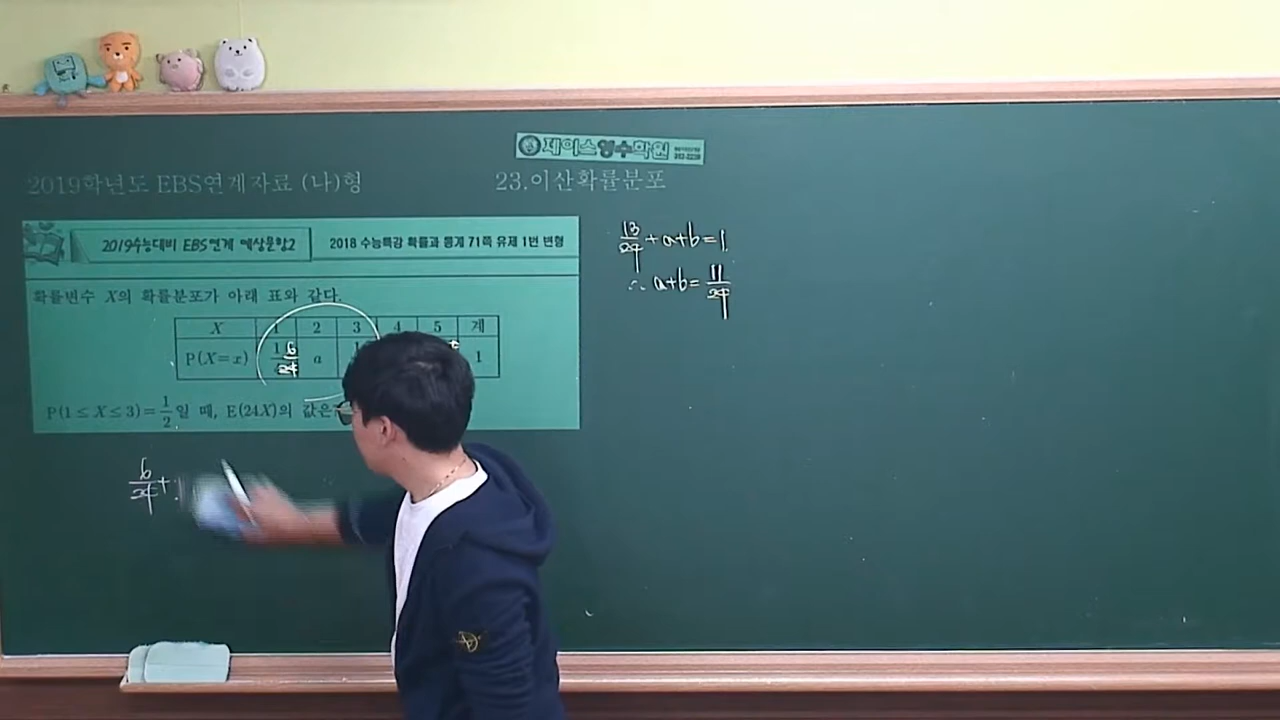 제이스영수학원
2019학년도 EBS연계자료 (나)형
23.이산확률분포
2019수능대비 EBS연계 예상문항2
2018 수능특강 확률과 통계 71쪽 유제 1번 변형
확률변수 X의 확률분포가 아래 표와 같다.
X 1 2 3 4 5 계
P(X=x) 6/24 a 1
P(1≤X≤3)=1/2일 때, E(24X)의 값은
13/24+a+b=1
∴ a+b=11/24
6/24+